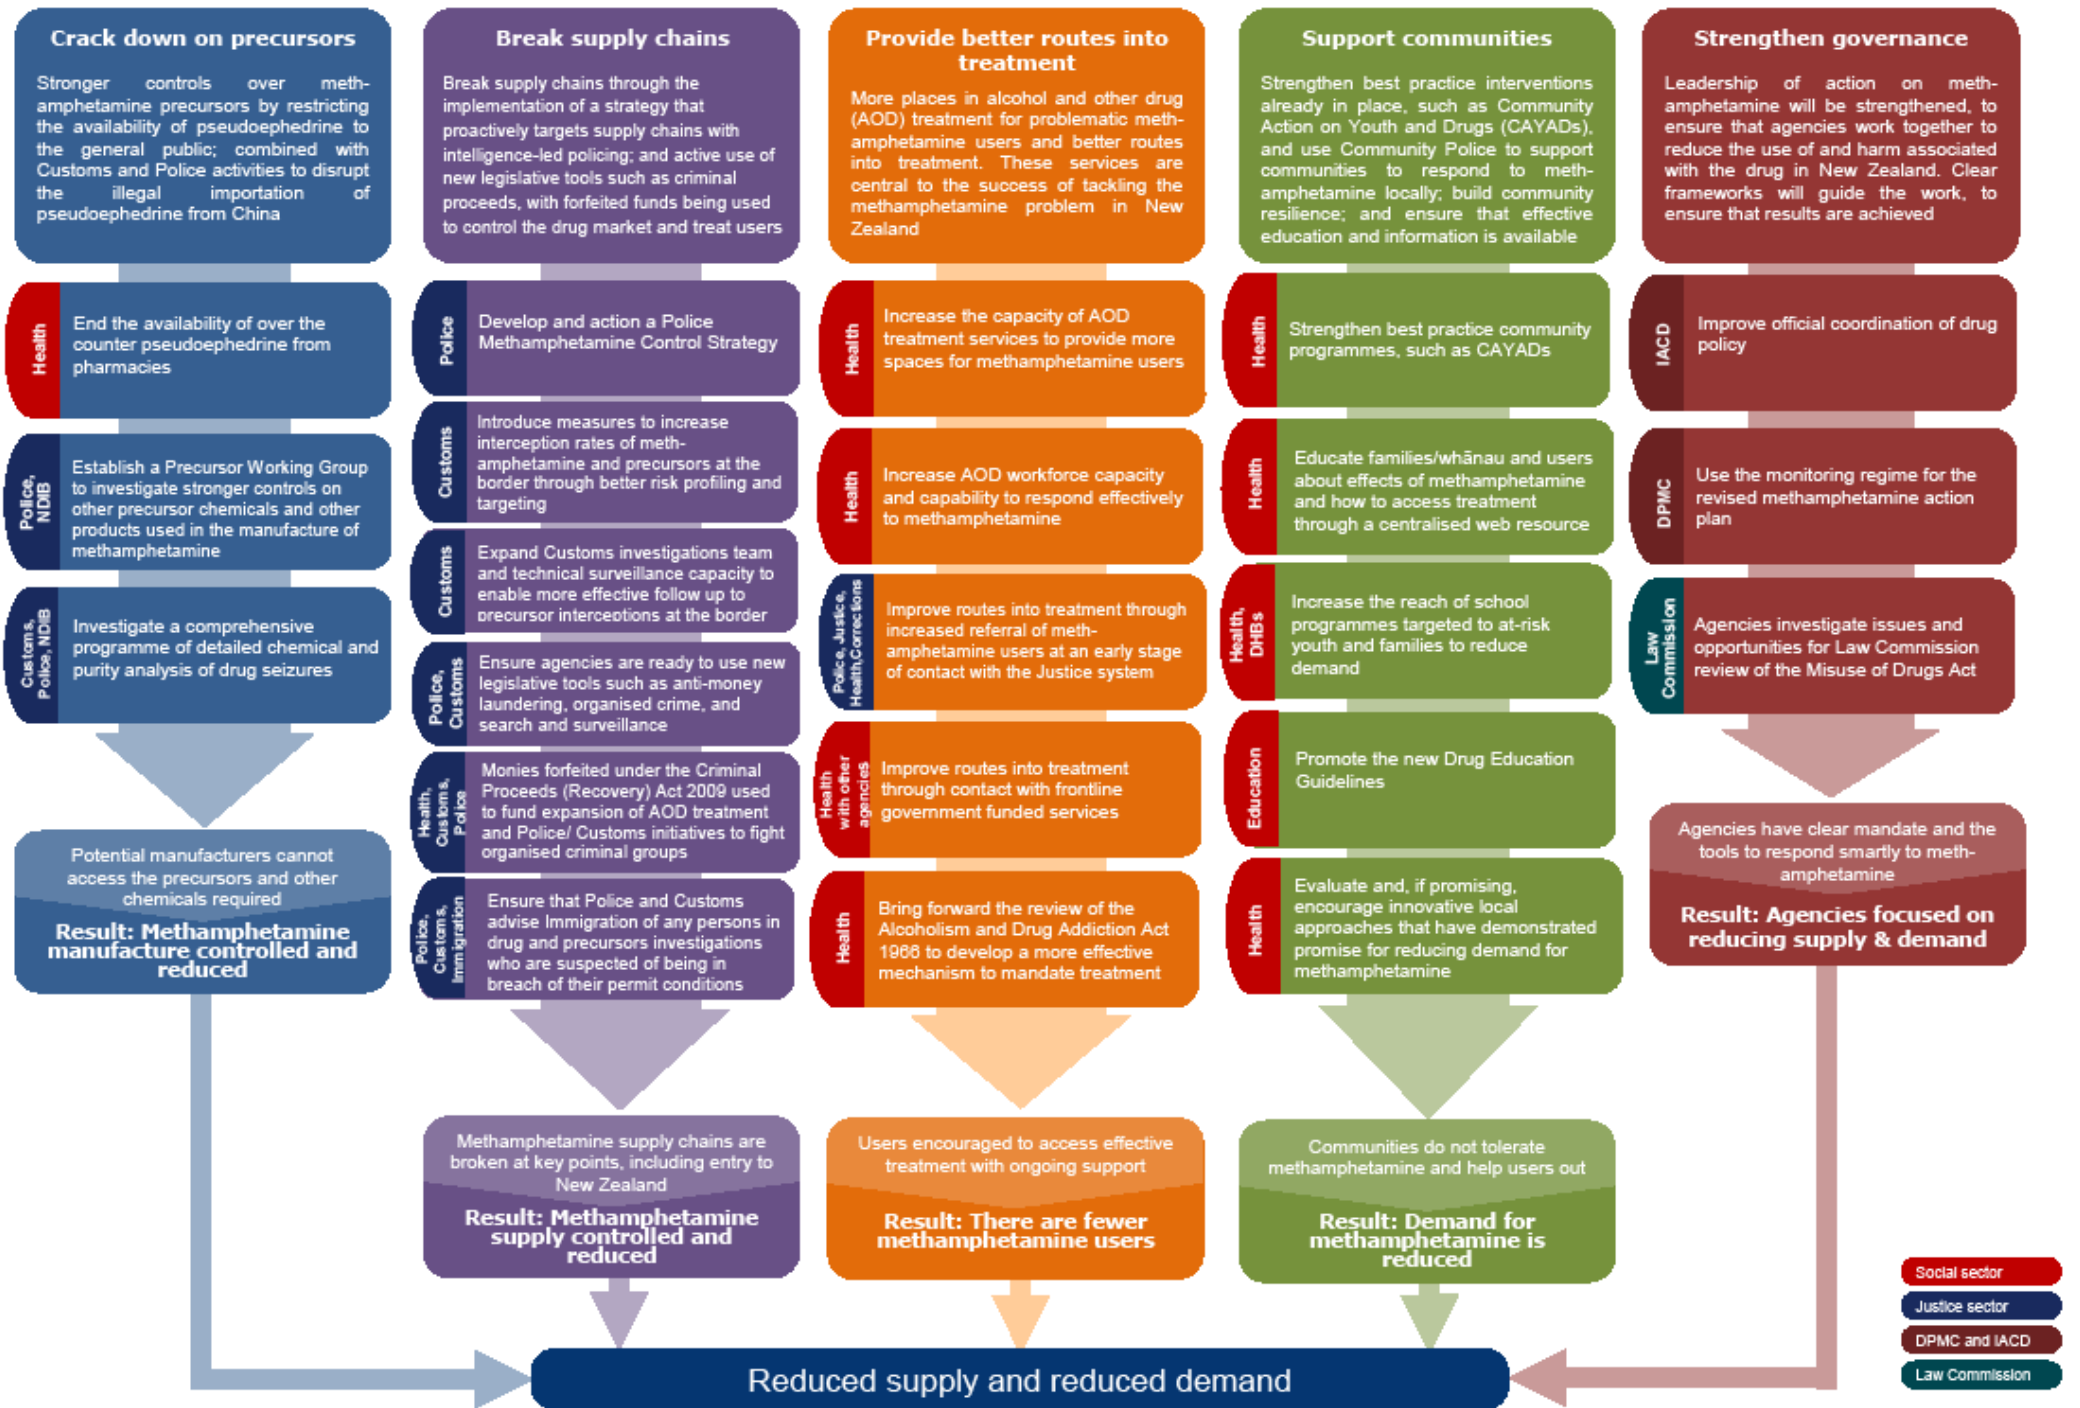 Crack down on precursors
Stronger controls over meth-
amphetamine precursors by restricting
the availability of pseudoephedrine to
the general public; combined with
Customs and Police activities to disrupt
the illegal importation of
pseudoephedrine from China
Health
End the availability of over the
counter pseudoephedrine from
pharmacies
Police,
NDIB
Establish a Precursor Working Group
to investigate stronger controls on
other precursor chemicals and other
products used in the manufacture of
methamphetamine
Customs,
Police, NDIB
Investigate a comprehensive
programme of detailed chemical and
purity analysis of drug seizures
Potential manufacturers cannot
access the precursors and other
chemicals required
Result: Methamphetamine
manufacture controlled and
reduced
Break supply chains
Break supply chains through the
implementation of a strategy that
proactively targets supply chains with
intelligence-led policing; and active use of
new legislative tools such as criminal
proceeds, with forfeited funds being used
to control the drug market and treat users
Police
Develop and action a Police
Methamphetamine Control Strategy
Customs
Introduce measures to increase
interception rates of meth-
amphetamine and precursors at the
border through better risk profiling and
targeting
Customs
Expand Customs investigations team
and technical surveillance capacity to
enable more effective follow up to
precursor interceptions at the border
Police,
Customs
Ensure agencies are ready to use new
legislative tools such as anti-money
laundering, organised crime, and
search and surveillance
Health,
Customs,
Police
Monies forfeited under the Criminal
Proceeds (Recovery) Act 2009 used
to fund expansion of AOD treatment
and Police/ Customs initiatives to fight
organised criminal groups
Police,
Customs,
Immigration
Ensure that Police and Customs
advise Immigration of any persons in
drug and precursors investigations
who are suspected of being in
breach of their permit conditions
Methamphetamine supply chains are
broken at key points, including entry to
New Zealand
Result: Methamphetamine
supply controlled and
reduced
Provide better routes into
treatment
More places in alcohol and other drug
(AOD) treatment for problematic meth-
amphetamine users and better routes
into treatment. These services are
central to the success of tackling the
methamphetamine problem in New
Zealand
Health
Increase the capacity of AOD
treatment services to provide more
spaces for methamphetamine users
Health
Increase AOD workforce capacity
and capability to respond effectively
to methamphetamine
Police, Justice,
Health,Corrections
Improve routes into treatment through
increased referral of meth-
amphetamine users at an early stage
of contact with the Justice system
Health
with other
agencies
Improve routes into treatment
through contact with frontline
government funded services
Health
Bring forward the review of the
Alcoholism and Drug Addiction Act
1966 to develop a more effective
mechanism to mandate treatment
Users encouraged to access effective
treatment with ongoing support
Result: There are fewer
methamphetamine users
Support communities
Strengthen best practice interventions
already in place, such as Community
Action on Youth and Drugs (CAYADs),
and use Community Police to support
communities to respond to meth-
amphetamine locally; build community
resilience; and ensure that effective
education and information is available
Health
Strengthen best practice community
programmes, such as CAYADs
Health
Educate families/whānau and users
about effects of methamphetamine
and how to access treatment
through a centralised web resource
Health,
DHBs
Increase the reach of school
programmes targeted to at-risk
youth and families to reduce
demand
Education
Promote the new Drug Education
Guidelines
Health
Evaluate and, if promising,
encourage innovative local
approaches that have demonstrated
promise for reducing demand for
methamphetamine
Communities do not tolerate
methamphetamine and help users out
Result: Demand for
methamphetamine is
reduced
Strengthen governance
Leadership of action on meth-
amphetamine will be strengthened, to
ensure that agencies work together to
reduce the use of and harm associated
with the drug in New Zealand. Clear
frameworks will guide the work, to
ensure that results are achieved
IACD
Improve official coordination of drug
policy
DPMC
Use the monitoring regime for the
revised methamphetamine action
plan
Law
Commission
Agencies investigate issues and
opportunities for Law Commission
review of the Misuse of Drugs Act
Agencies have clear mandate and the
tools to respond smartly to meth-
amphetamine
Result: Agencies focused on
reducing supply & demand
Reduced supply and reduced demand
Social sector
Justice sector
DPMC and IACD
Law Commission